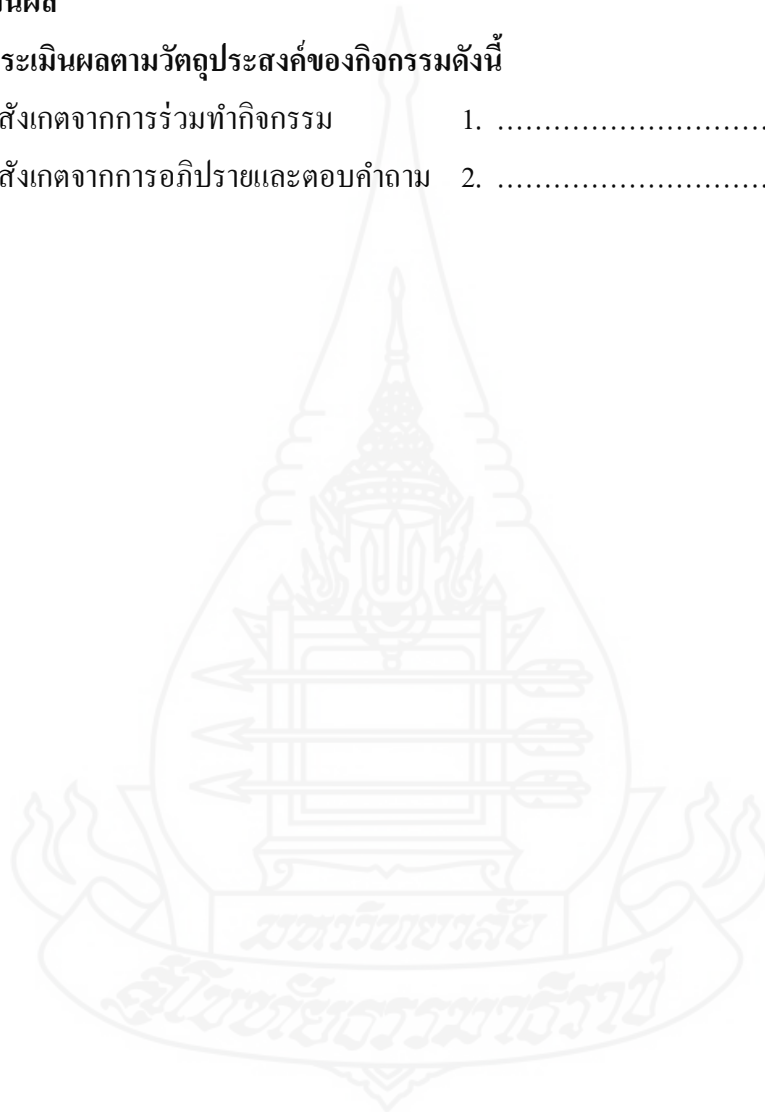 ระเมินผลตามวัตถุประสงค์ของกิจกรรมดังนี้
สังเกตจากการร่วมทำกิจกรรม 1. ..............................
สังเกตจากการอภิปรายและตอบคำถาม 2. ..............................
มหาวิทยาลัย
สุโขทัยธรรมาธิราช